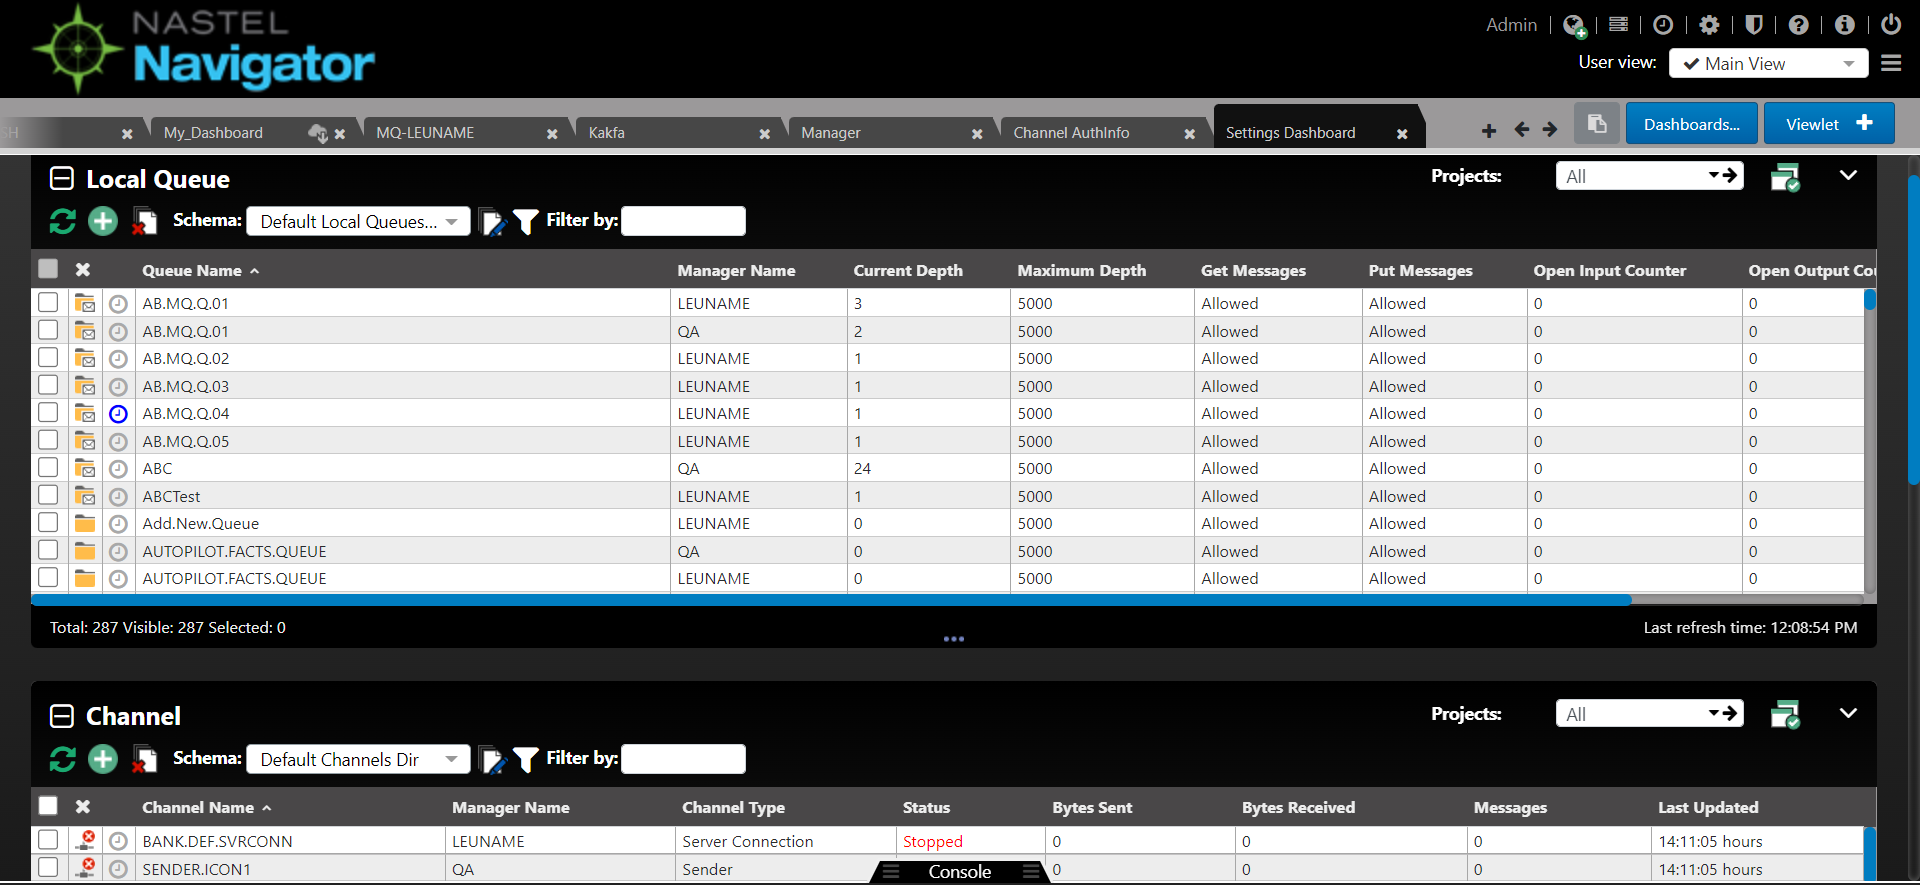 NASTEL
Navigator
Admin
User view: Main View
SH My_Dashboard MQ-LEUNAME Kakfa Manager Channel AuthInfo Settings Dashboard Dashboards... Viewlet
Local Queue Projects: All
Schema: Default Local Queues... Filter by:
Queue Name Manager Name Current Depth Maximum Depth Get Messages Put Messages Open Input Counter Open Output Cou
AB.MQ.Q.01 LEUNAME 3 5000 Allowed Allowed 0 0
AB.MQ.Q.01 QA 2 5000 Allowed Allowed 0 0
AB.MQ.Q.02 LEUNAME 1 5000 Allowed Allowed 0 0
AB.MQ.Q.03 LEUNAME 1 5000 Allowed Allowed 0 0
AB.MQ.Q.04 LEUNAME 1 5000 Allowed Allowed 0 0
AB.MQ.Q.05 LEUNAME 1 5000 Allowed Allowed 0 0
ABC QA 24 5000 Allowed Allowed 0 0
ABCTest LEUNAME 1 5000 Allowed Allowed 0 0
Add.New.Queue LEUNAME 0 5000 Allowed Allowed 0 0
AUTOPILOT.FACTS.QUEUE QA 0 5000 Allowed Allowed 0 0
AUTOPILOT.FACTS.QUEUE LEUNAME 0 5000 Allowed Allowed 0 0
Total: 287 Visible: 287 Selected: 0 Last refresh time: 12:08:54 PM
Channel Projects: All
Schema: Default Channels Dir Filter by:
Channel Name Manager Name Channel Type Status Bytes Sent Bytes Received Messages Last Updated
BANK.DEF.SVRCONN LEUNAME Server Connection Stopped 0 0 0 14:11:05 hours
SENDER.ICON1 QA Sender 0 0 0 14:11:05 hours
Console